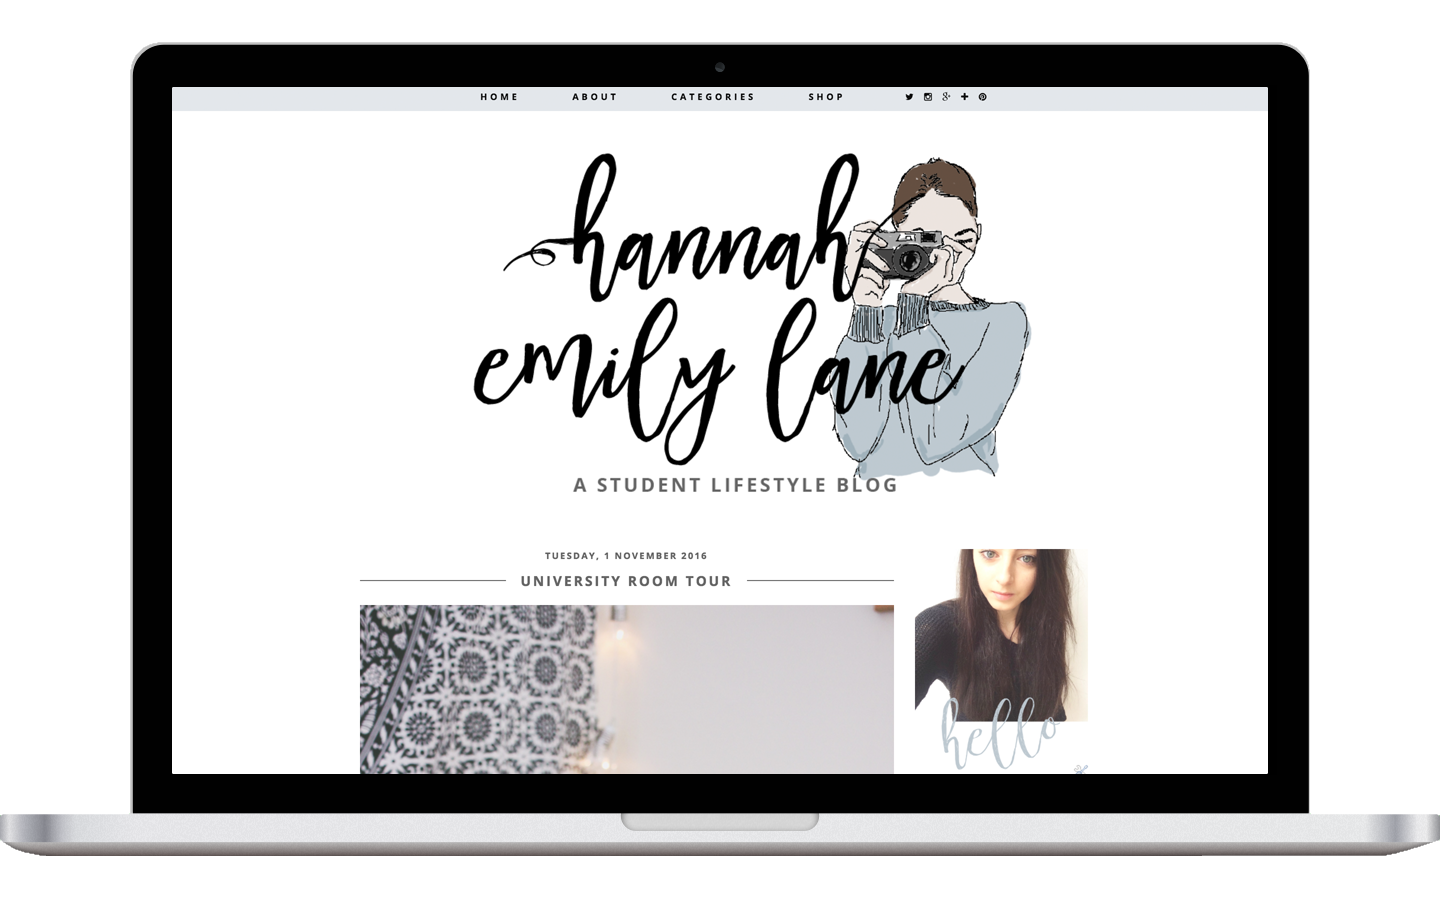 HOME ABOUT CATEGORIES SHOP
hannah
emily lane
A STUDENT LIFESTYLE BLOG
TUESDAY, 1 NOVEMBER 2016
UNIVERSITY ROOM TOUR
hello